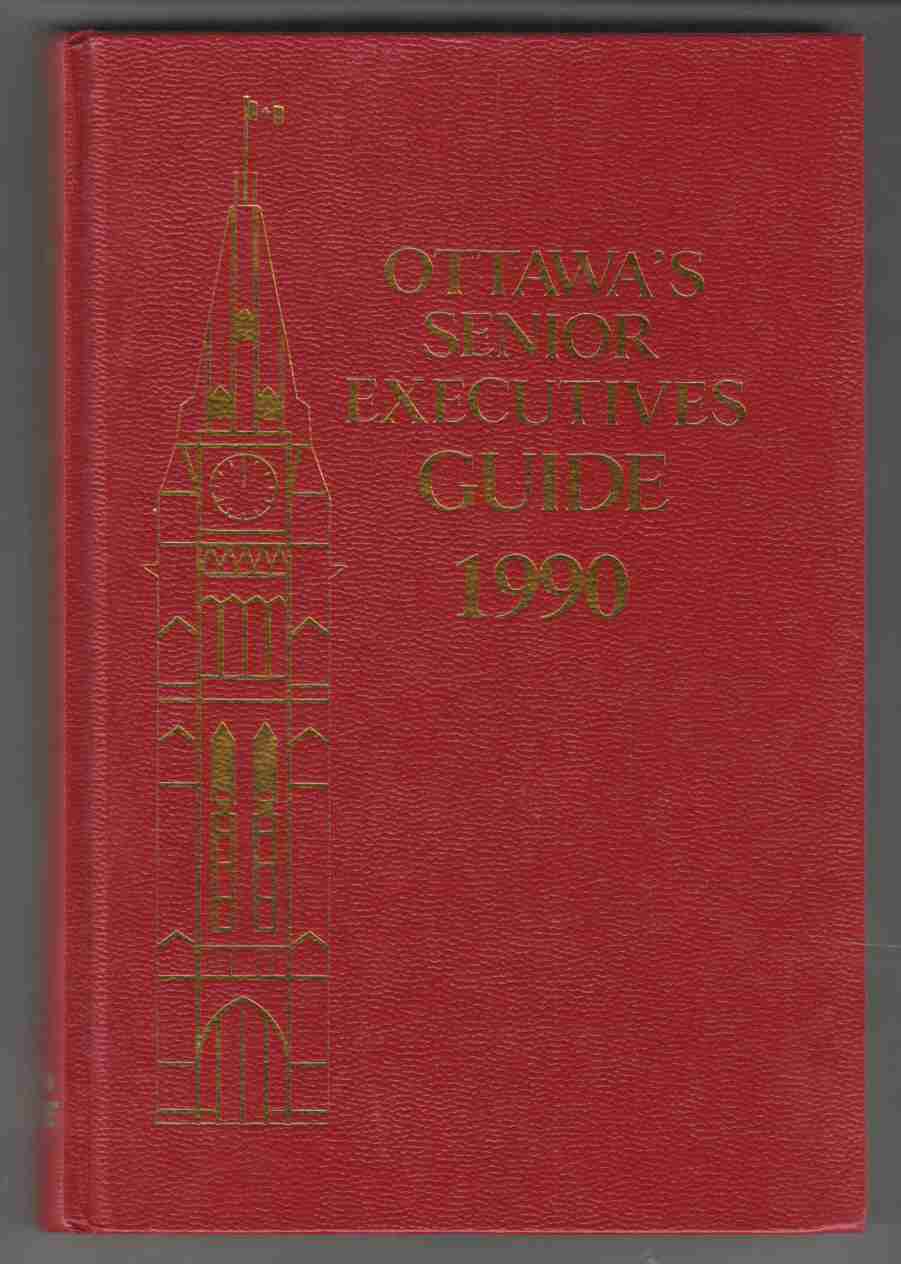 OTTAWA'S
SENIOR
EXECUTIVES
GUIDE
1990